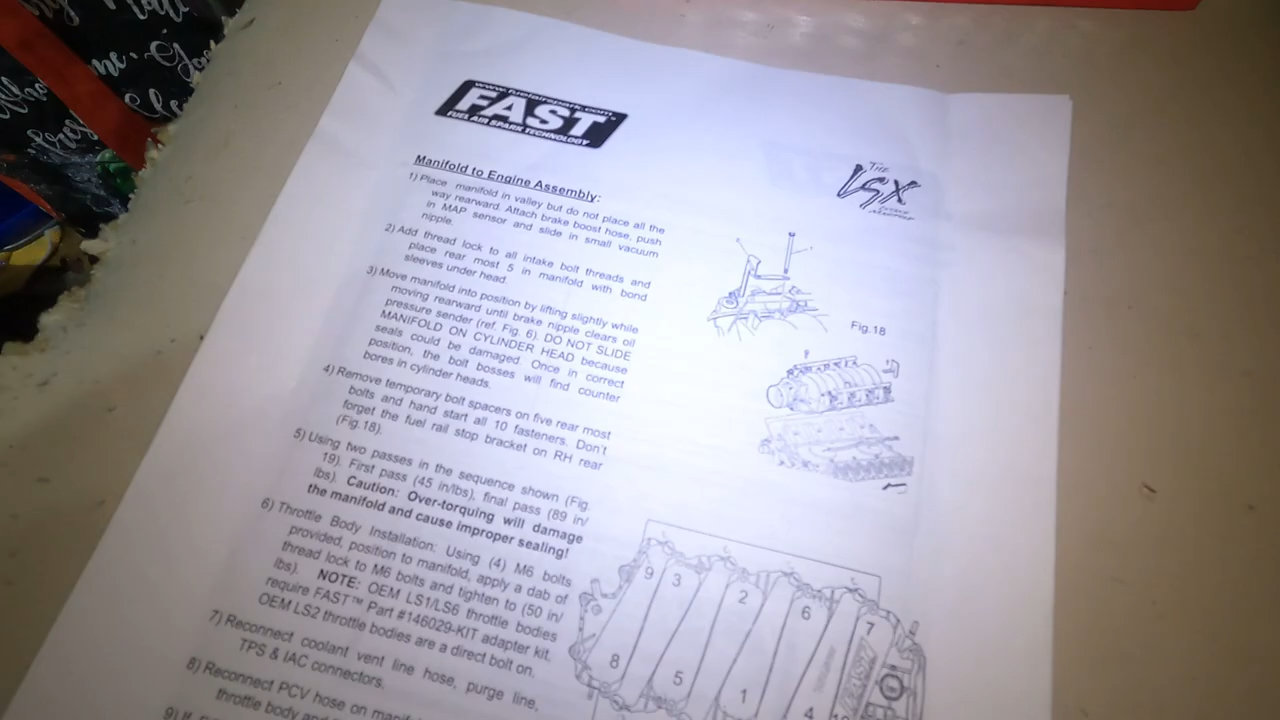 www.fuelairspark.com
FAST
FUEL AIR SPARK TECHNOLOGY
THE
LSX
Manifold to Engine Assembly:
1) Place manifold in valley but do not place all the
way rearward. Attach brake boost hose, push
in MAP sensor and slide in small vacuum
nipple.
2) Add thread lock to all intake bolt threads and
place rear most 5 in manifold with bond
sleeves under head.
3) Move manifold into position by lifting slightly while
moving rearward until brake nipple clears oil
pressure sender (ref. Fig. 6). DO NOT SLIDE
MANIFOLD ON CYLINDER HEAD because
seals could be damaged. Once in correct
position, the bolt bosses will find counter
bores in cylinder heads.
4) Remove temporary bolt spacers on five rear most
bolts and hand start all 10 fasteners. Don't
forget the fuel rail stop bracket on RH rear
(Fig.18).
5) Using two passes in the sequence shown (Fig.
19). First pass (45 in/lbs), final pass (89 in/
lbs). Caution: Over-torquing will damage
the manifold and cause improper sealing!
6) Throttle Body Installation: Using (4) M6 bolts
provided, position to manifold, apply a dab of
thread lock to M6 bolts and tighten to (50 in/
lbs). NOTE: OEM LS1/LS6 throttle bodies
require FAST™ Part #146029-KIT adapter kit,
OEM LS2 throttle bodies are a direct bolt on.
7) Reconnect coolant vent line hose, purge line,
TPS & IAC connectors.
8) Reconnect PCV hose on
throttle body and
9) If
Fig.18
9 3 2 6 7
8 5 1 4 10
FAST